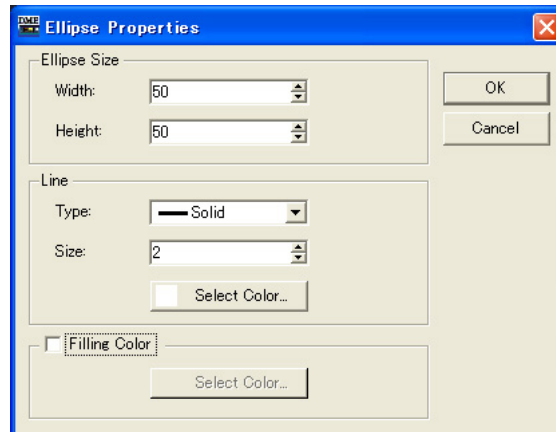 DME
Ellipse Properties
Ellipse Size
Width: 50
Height: 50
OK
Cancel
Line
Type: Solid
Size: 2
Select Color...
Filling Color
Select Color...